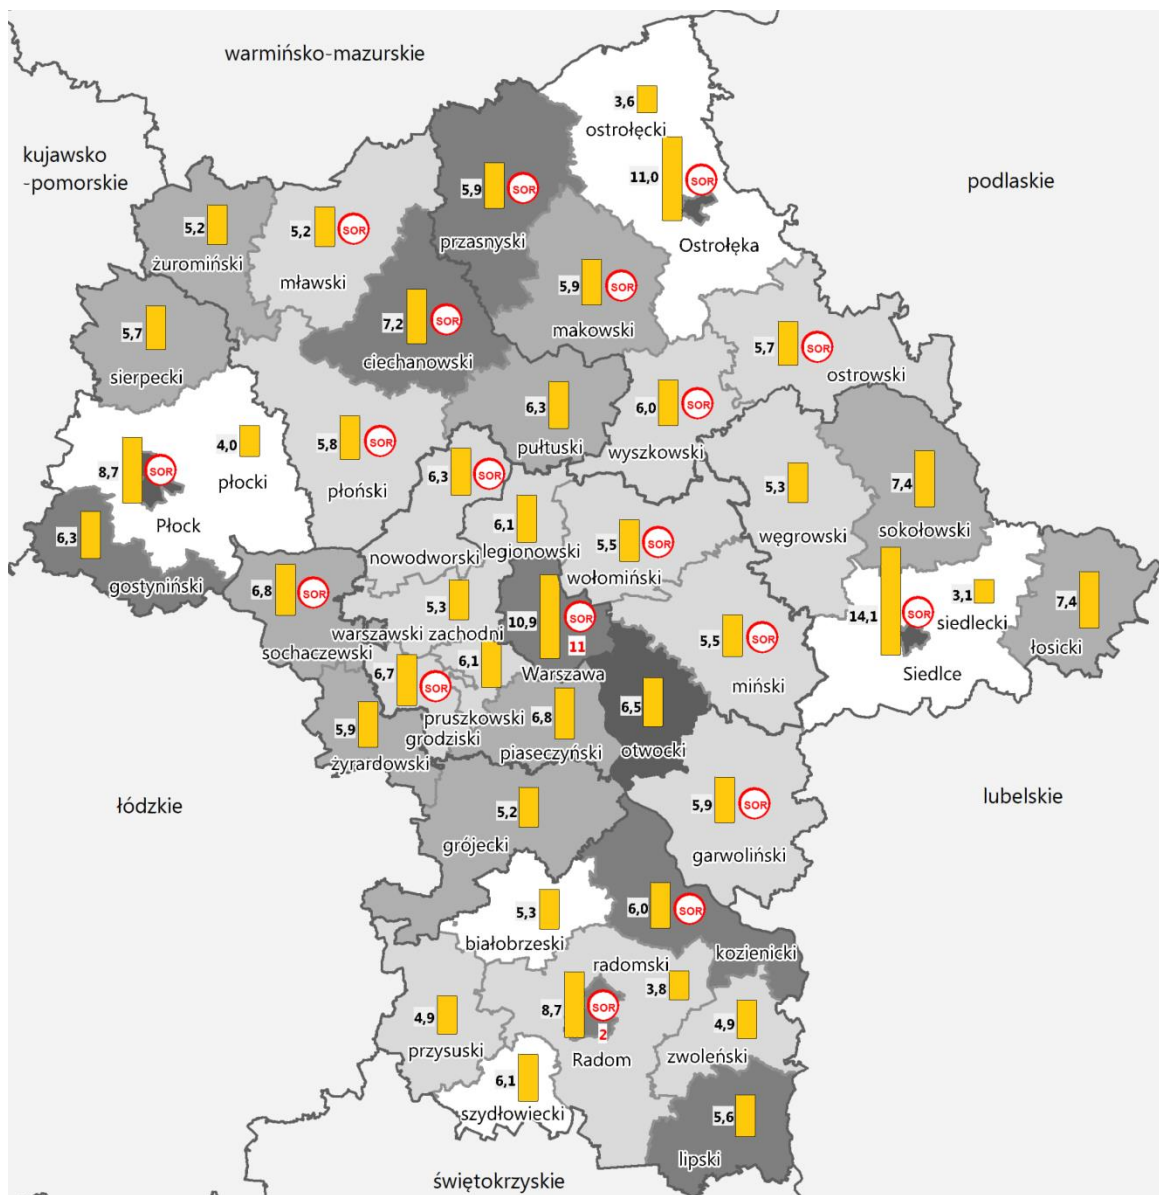 warmińsko-mazurskie
kujawsko
-pomorskie
podlaskie
3,6
ostrołęcki
11,0
SOR
Ostrołęka
5,9
SOR
przasnyski
5,2
żuromiński
5,2
SOR
mławski
5,9
SOR
makowski
7,2
SOR
ciechanowski
5,7
sierpecki
5,7
SOR
ostrowski
6,3
pułtuski
6,0
SOR
wyszkowski
5,8
SOR
płoński
4,0
płocki
8,7
SOR
Płock
6,3
gostyniński
6,3
SOR
nowodworski
6,1
legionowski
5,5
SOR
wołomiński
5,3
węgrowski
7,4
sokołowski
14,1
SOR
Siedlce
3,1
siedlecki
7,4
łosicki
6,8
SOR
sochaczewski
5,3
warszawski zachodni
10,9
SOR
11
Warszawa
5,5
SOR
miński
6,7
SOR
grodziski
6,1
pruszkowski
5,9
żyrardowski
6,8
piaseczyński
6,5
otwocki
łódzkie
lubelskie
5,2
grójecki
5,9
SOR
garwoliński
5,3
białobrzeski
6,0
SOR
kozienicki
radomski
3,8
8,7
SOR
2
Radom
4,9
przysuski
4,9
zwoleński
6,1
szydłowiecki
5,6
lipski
świętokrzyskie